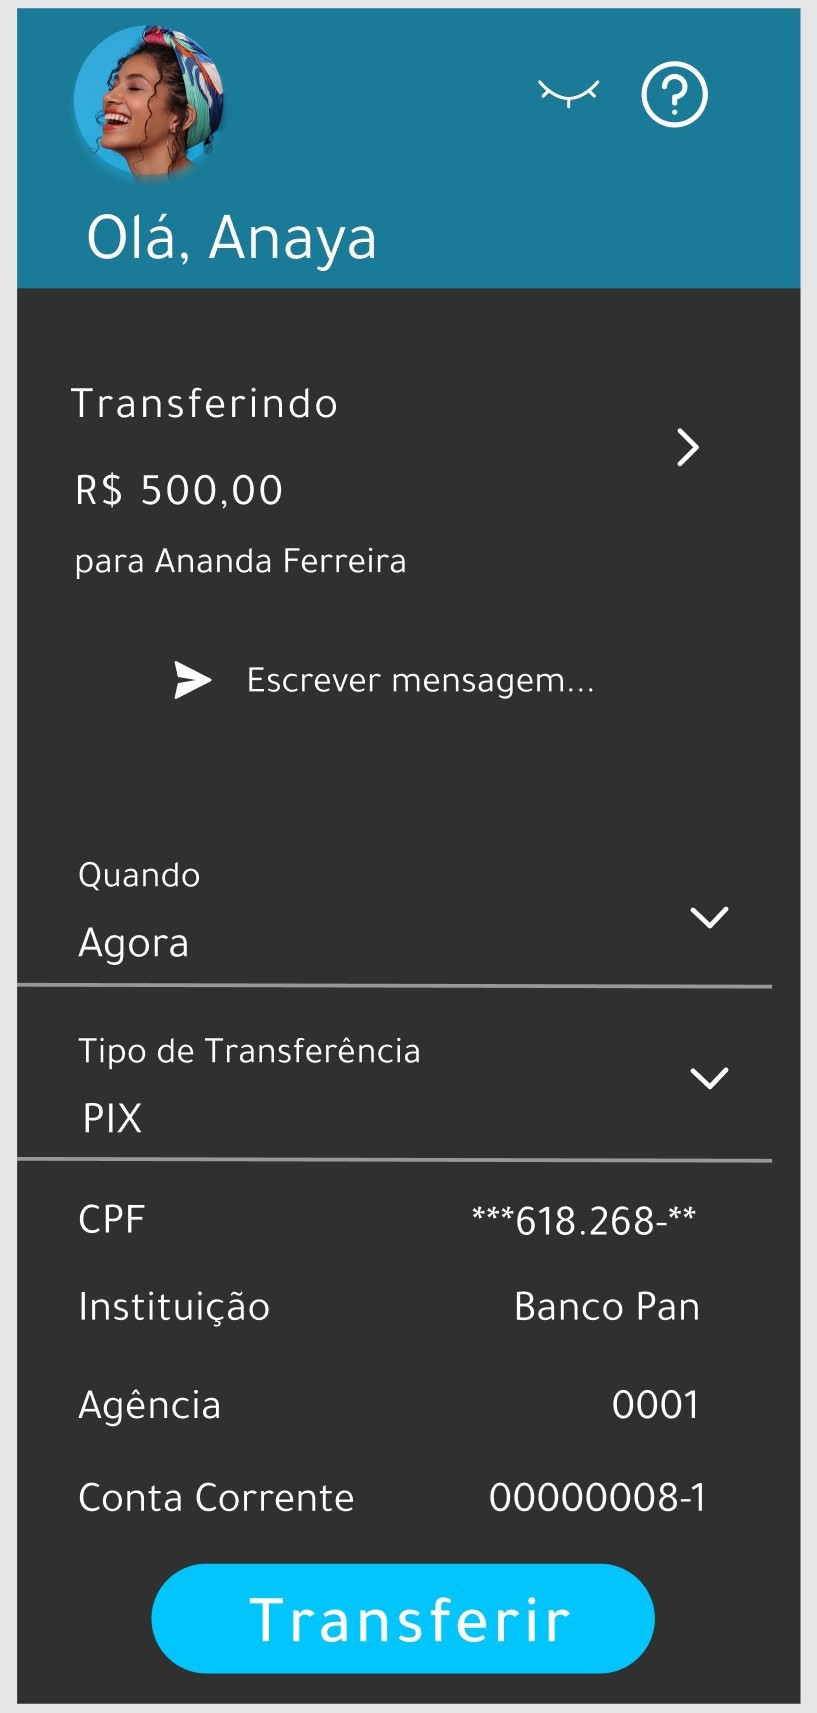 Olá, Anaya
Transferindo
R$ 500,00
para Ananda Ferreira
Escrever mensagem...
Quando
Agora
Tipo de Transferência
PIX
CPF ***618.268-**
Instituição Banco Pan
Agência 0001
Conta Corrente 00000008-1
Transferir